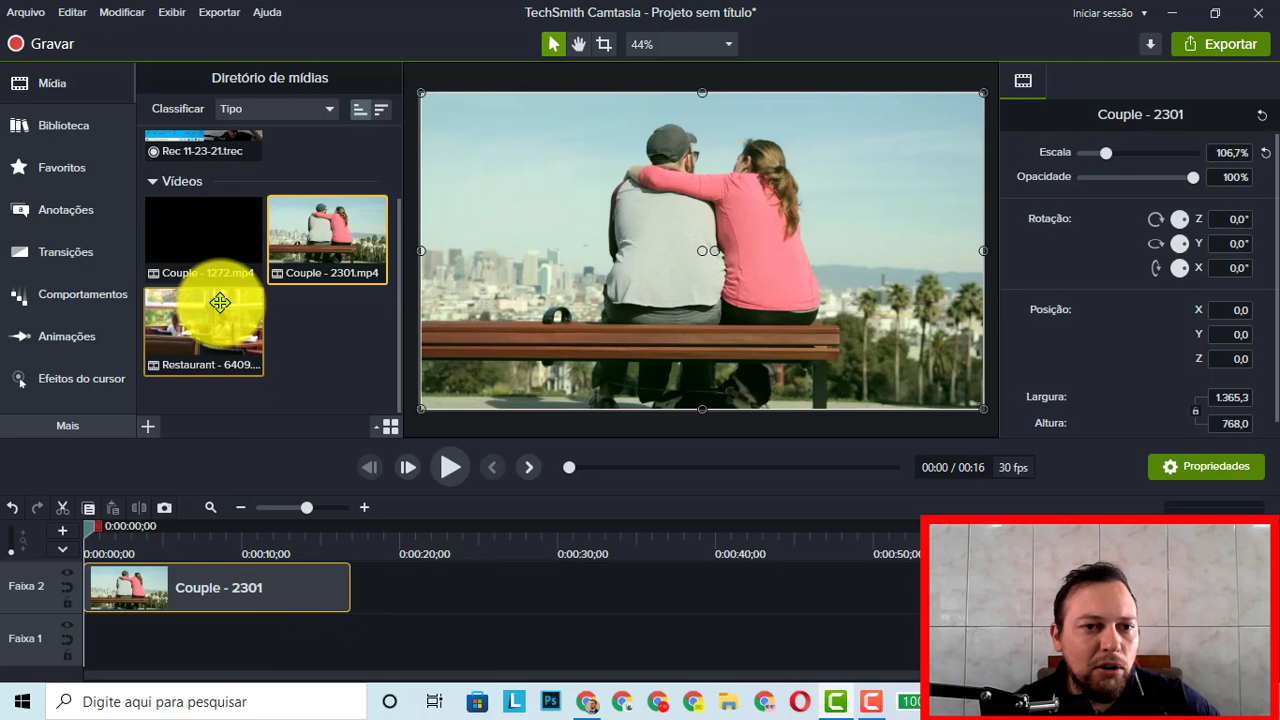 Arquivo Editar Modificar Exibir Exportar Ajuda TechSmith Camtasia - Projeto sem título* Iniciar sessão
Gravar 44% Exportar
Mídia
Biblioteca
Favoritos
Anotações
Transições
Comportamentos
Animações
Efeitos do cursor
Mais
Diretório de mídias
Classificar Tipo
Rec 11-23-21.trec
Vídeos
Couple - 1272.mp4 Couple - 2301.mp4
Restaurant - 6409....
Couple - 2301
Escala 106,7%
Opacidade 100%
Rotação: Z 0,0°
Y 0,0°
X 0,0°
Posição: X 0,0
Y 0,0
Z 0,0
Largura: 1.365,3
Altura: 768,0
00:00 / 00:16 30 fps Propriedades
0:00:00;00
0:00:00;00 0:00:10;00 0:00:20;00 0:00:30;00 0:00:40;00 0:00:50;00
Faixa 2 Couple - 2301
Faixa 1
Digite aqui para pesquisar L Ps 100